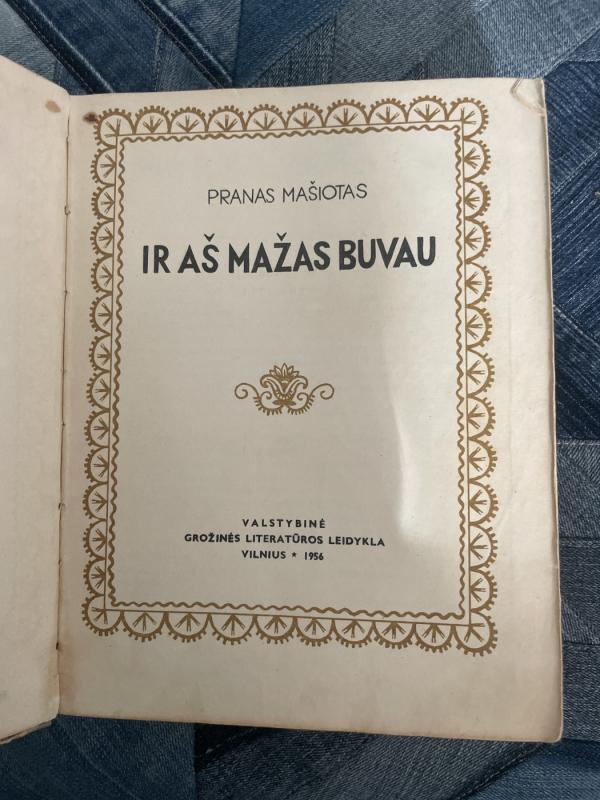 PRANAS MAŠIOTAS
IR AŠ MAŽAS BUVAU
VALSTYBINĖ
GROŽINĖS LITERATŪROS LEIDYKLA
VILNIUS * 1956